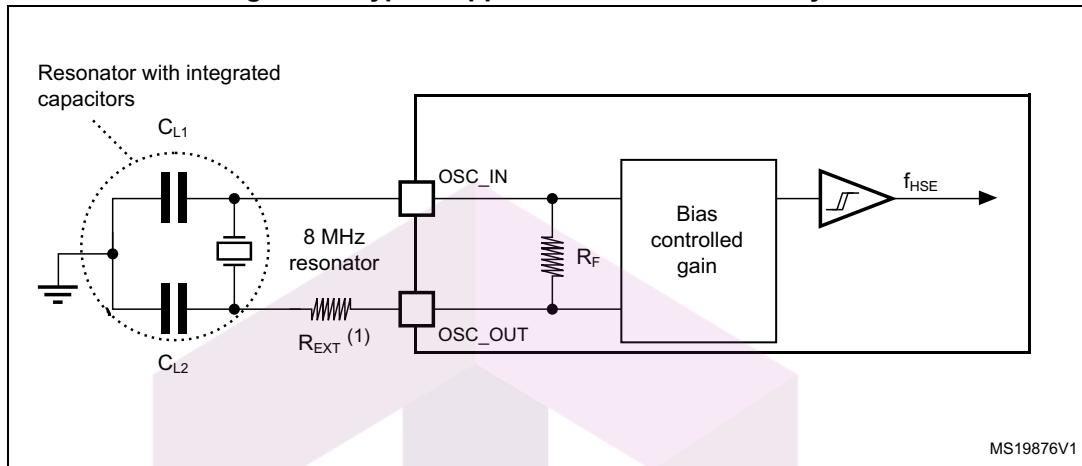 Resonator with integrated
capacitors
CL1
OSC_IN
fHSE
8 MHz
resonator
RF
Bias
controlled
gain
REXT (1)
OSC_OUT
CL2
MS19876V1